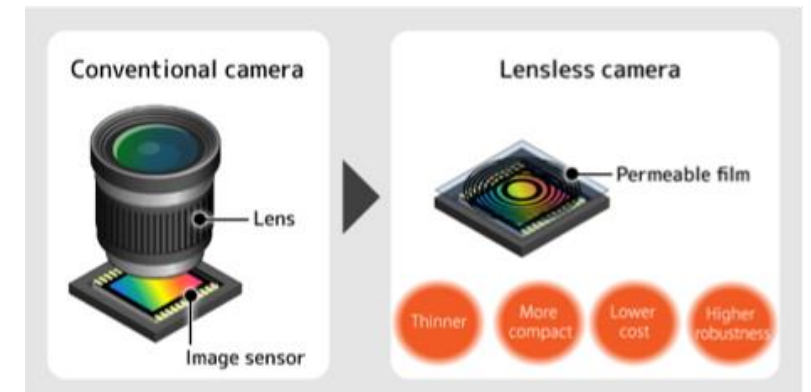 Conventional camera
Lens
Image sensor
Lensless camera
Permeable film
Thinner
More
compact
Lower
cost
Higher
robustness